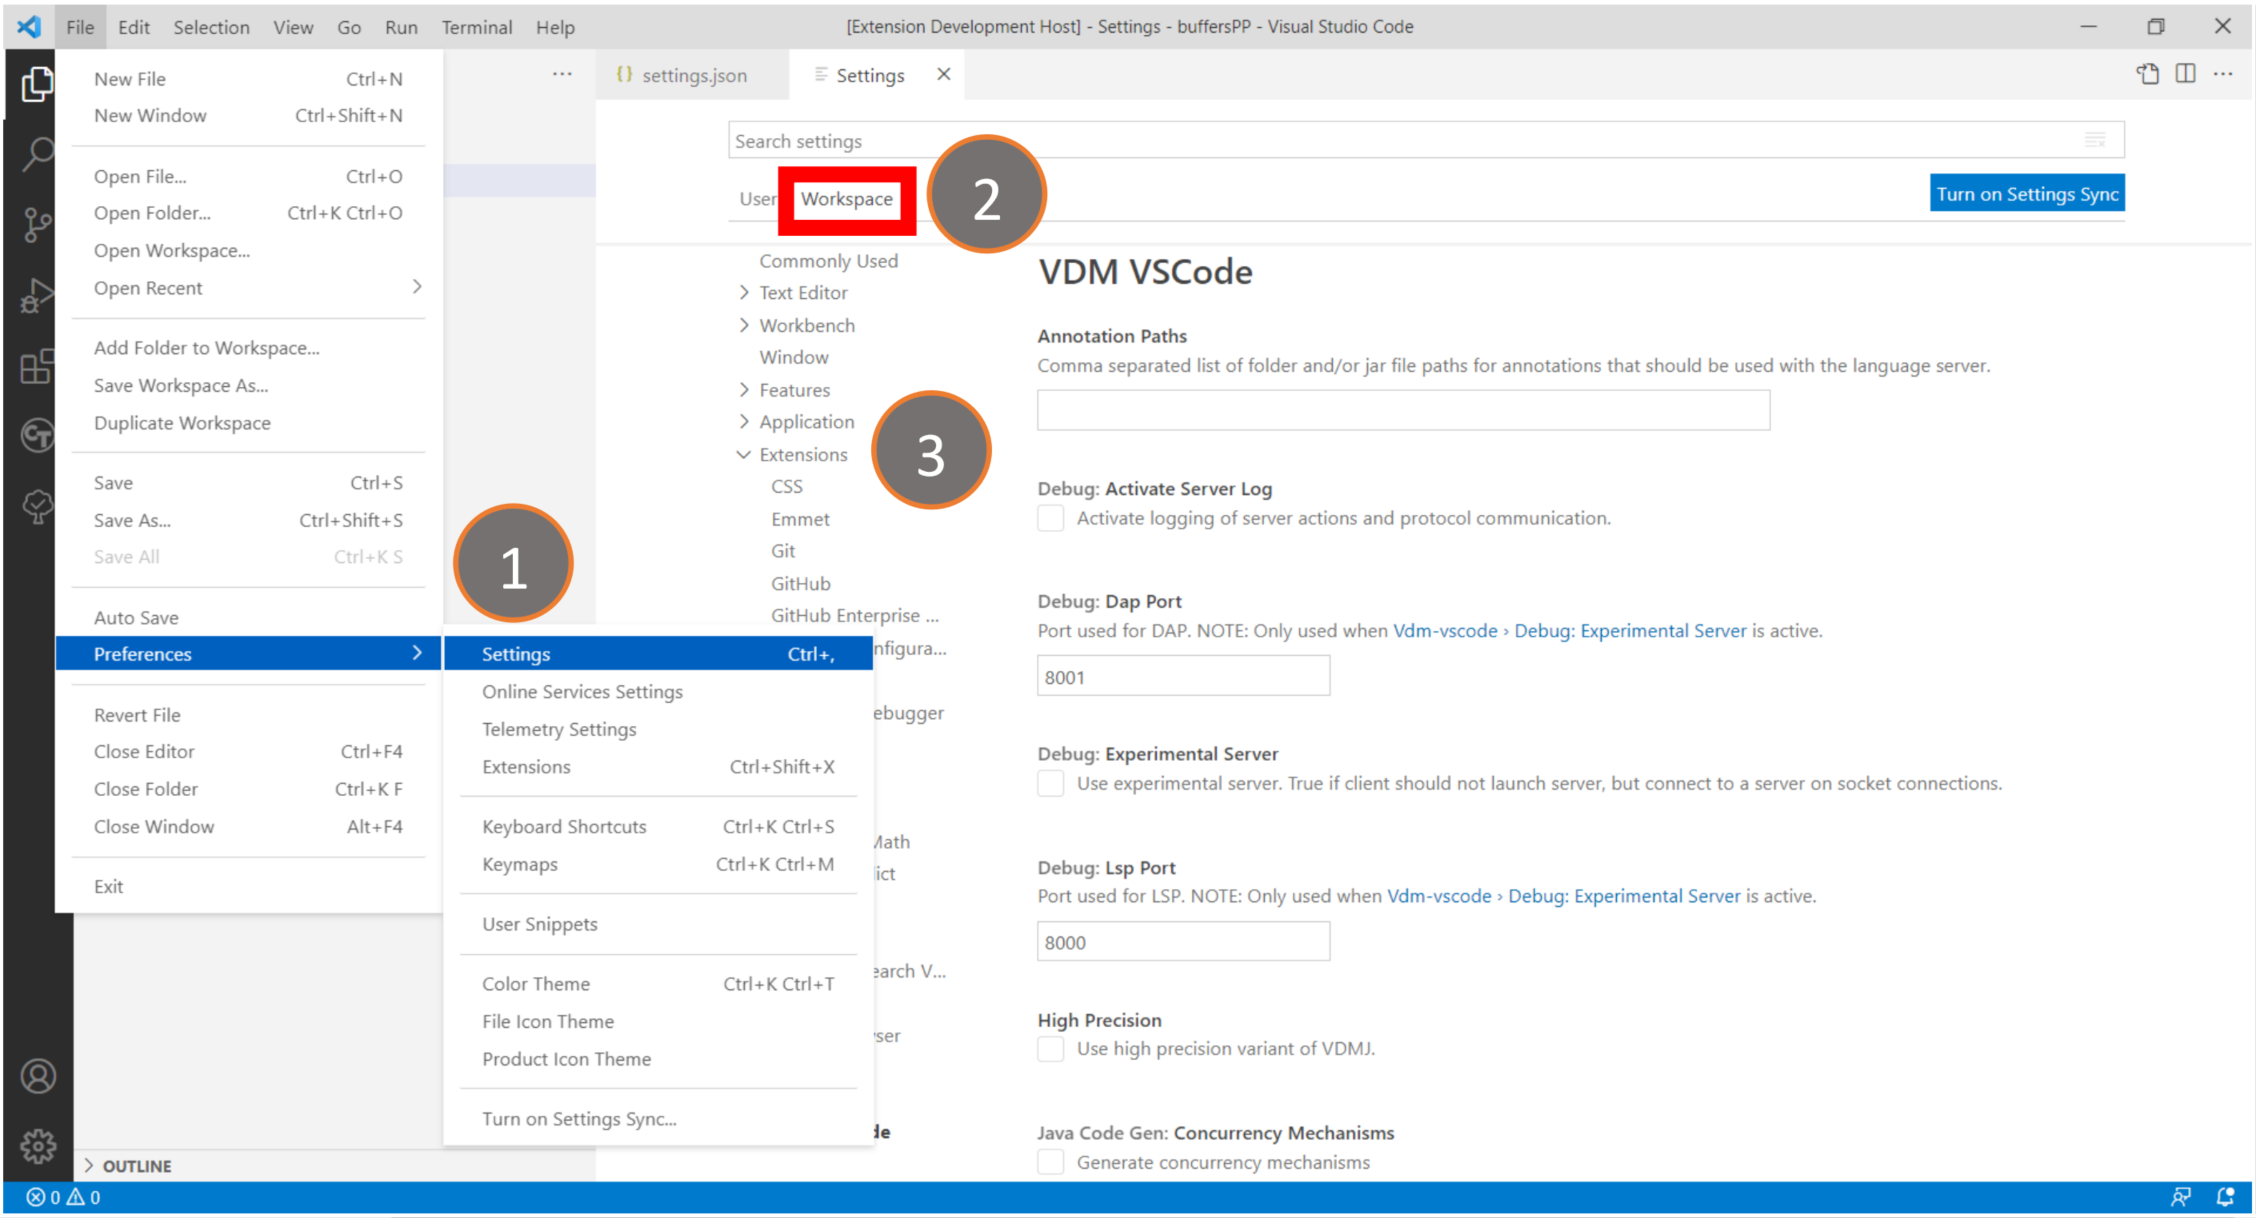 File Edit Selection View Go Run Terminal Help [Extension Development Host] - Settings - buffersPP - Visual Studio Code
New File Ctrl+N
New Window Ctrl+Shift+N
Open File... Ctrl+O
Open Folder... Ctrl+K Ctrl+O
Open Workspace...
Open Recent
Add Folder to Workspace...
Save Workspace As...
Duplicate Workspace
Save Ctrl+S
Save As... Ctrl+Shift+S
Save All Ctrl+K S
Auto Save
Preferences
Revert File
Close Editor Ctrl+F4
Close Folder Ctrl+K F
Close Window Alt+F4
Exit
1
Settings Ctrl+,
Online Services Settings
Telemetry Settings
Extensions Ctrl+Shift+X
Keyboard Shortcuts Ctrl+K Ctrl+S
Keymaps Ctrl+K Ctrl+M
User Snippets
Color Theme Ctrl+K Ctrl+T
File Icon Theme
Product Icon Theme
Turn on Settings Sync...
{} settings.json Settings
Search settings
User Workspace 2 Turn on Settings Sync
Commonly Used
Text Editor
Workbench
Window
Features
Application
Extensions 3
CSS
Emmet
Git
GitHub
GitHub Enterprise ...
nfigura...
ebugger
Math
ict
earch V...
ser
de
VDM VSCode
Annotation Paths
Comma separated list of folder and/or jar file paths for annotations that should be used with the language server.
Debug: Activate Server Log
Activate logging of server actions and protocol communication.
Debug: Dap Port
Port used for DAP. NOTE: Only used when Vdm-vscode › Debug: Experimental Server is active.
8001
Debug: Experimental Server
Use experimental server. True if client should not launch server, but connect to a server on socket connections.
Debug: Lsp Port
Port used for LSP. NOTE: Only used when Vdm-vscode › Debug: Experimental Server is active.
8000
High Precision
Use high precision variant of VDMJ.
Java Code Gen: Concurrency Mechanisms
Generate concurrency mechanisms
OUTLINE
0 0